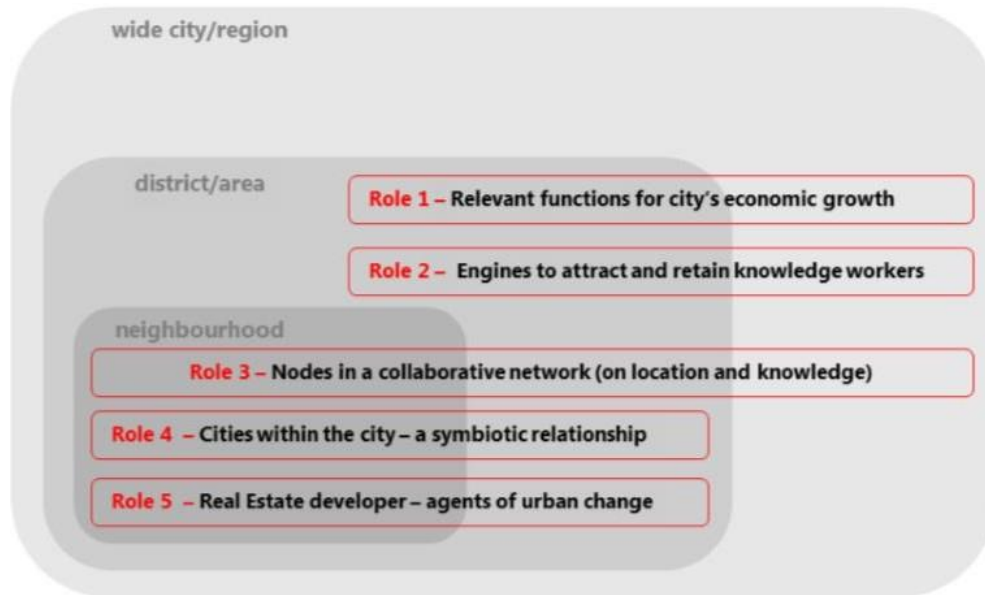 wide city/region
district/area
Role 1 – Relevant functions for city's economic growth
Role 2 – Engines to attract and retain knowledge workers
neighbourhood
Role 3 – Nodes in a collaborative network (on location and knowledge)
Role 4 – Cities within the city – a symbiotic relationship
Role 5 – Real Estate developer – agents of urban change